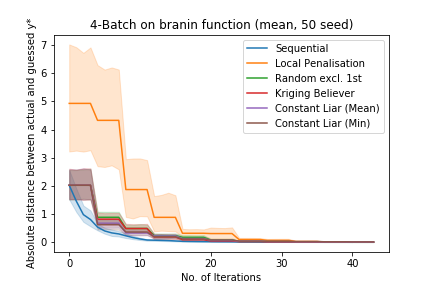 4-Batch on branin function (mean, 50 seed)
Absolute distance between actual and guessed y*
7
6
5
4
3
2
1
0
Sequential
Local Penalisation
Random excl. 1st
Kriging Believer
Constant Liar (Mean)
Constant Liar (Min)
0 10 20 30 40
No. of Iterations